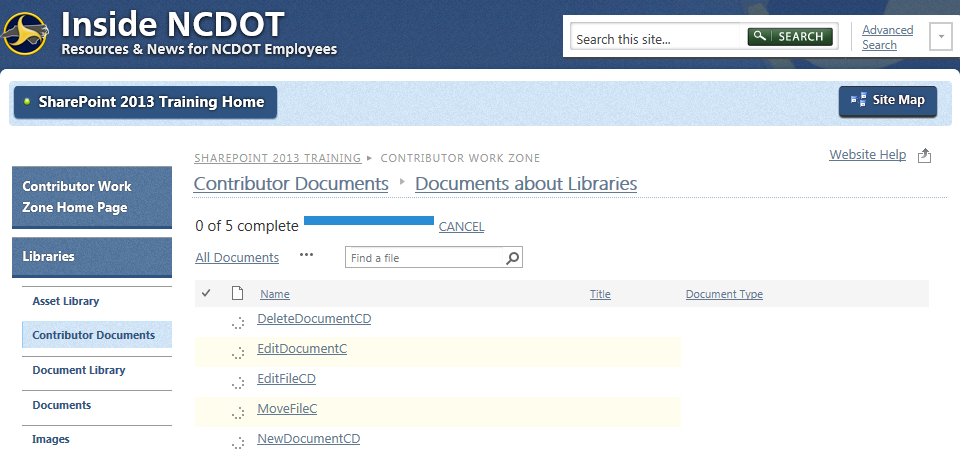 Inside NCDOT
Resources & News for NCDOT Employees
Search this site...
SEARCH
Advanced
Search
SharePoint 2013 Training Home
Site Map
SHAREPOINT 2013 TRAINING CONTRIBUTOR WORK ZONE
Website Help
Contributor Documents Documents about Libraries
Contributor Work
Zone Home Page
Libraries
Asset Library
Contributor Documents
Document Library
Documents
Images
0 of 5 complete CANCEL
All Documents ... Find a file
Name Title Document Type
DeleteDocumentCD
EditDocumentC
EditFileCD
MoveFileC
NewDocumentCD